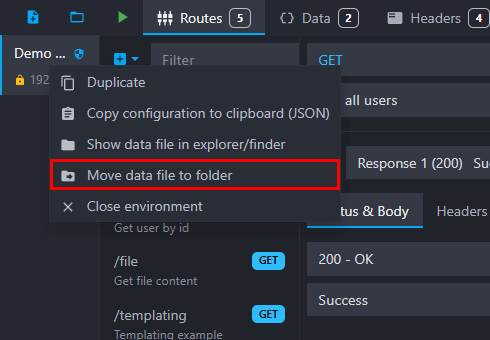 Routes 5 Data 2 Headers 4
Demo ...
192
Filter
GET
all users
Duplicate
Copy configuration to clipboard (JSON)
Show data file in explorer/finder
Move data file to folder
Close environment
Response 1 (200) Su
tus & Body Headers
Get user by id
/file GET
Get file content
200 - OK
Success
/templating GET
Templating example